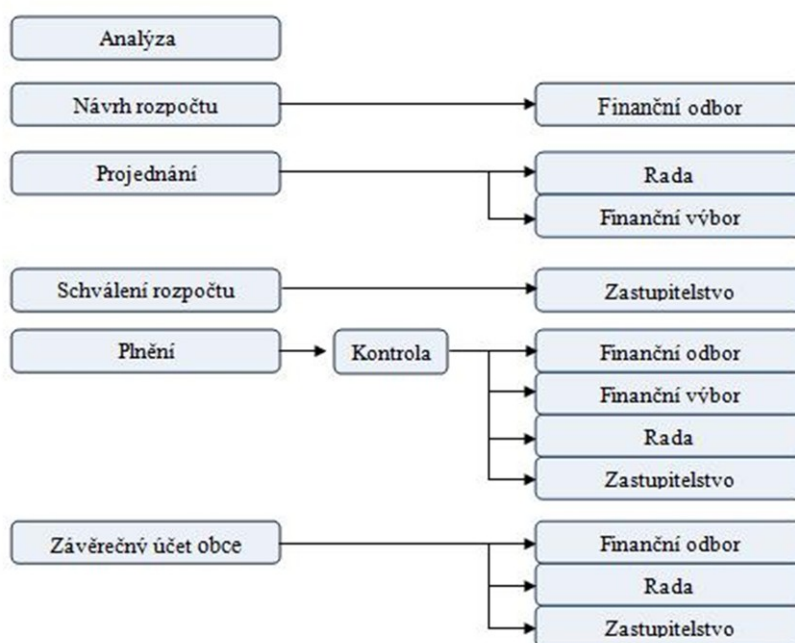 Analýza
Návrh rozpočtu
Finanční odbor
Projednání
Rada
Finanční výbor
Schválení rozpočtu
Zastupitelstvo
Plnění
Kontrola
Finanční odbor
Finanční výbor
Rada
Zastupitelstvo
Závěrečný účet obce
Finanční odbor
Rada
Zastupitelstvo